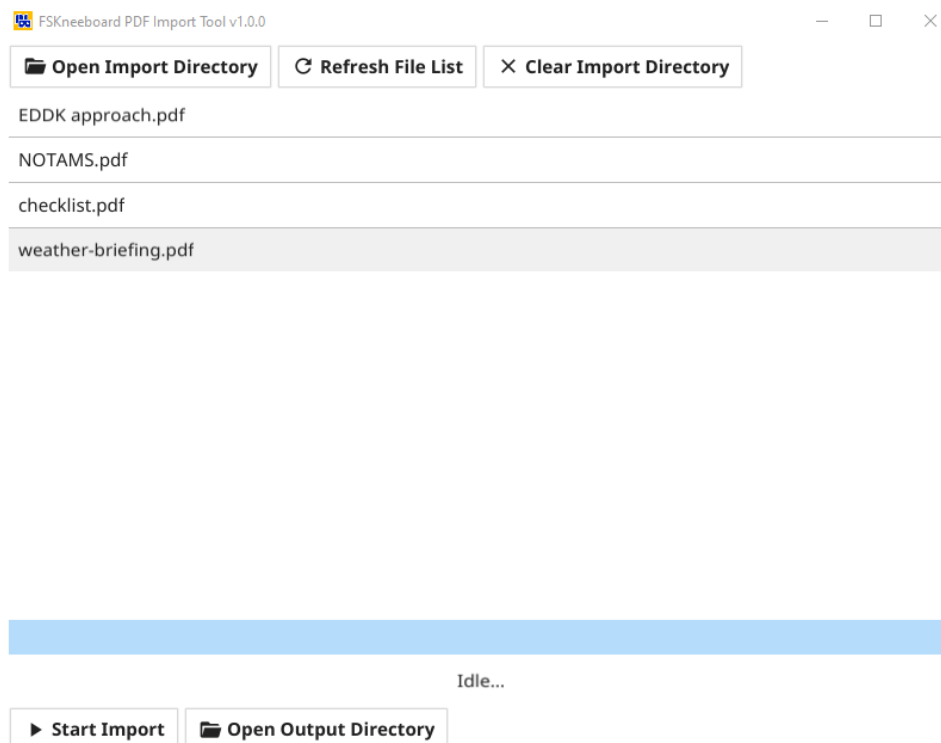 FSKneeboard PDF Import Tool v1.0.0
Open Import Directory Refresh File List Clear Import Directory
EDDK approach.pdf
NOTAMS.pdf
checklist.pdf
weather-briefing.pdf
Idle...
Start Import Open Output Directory